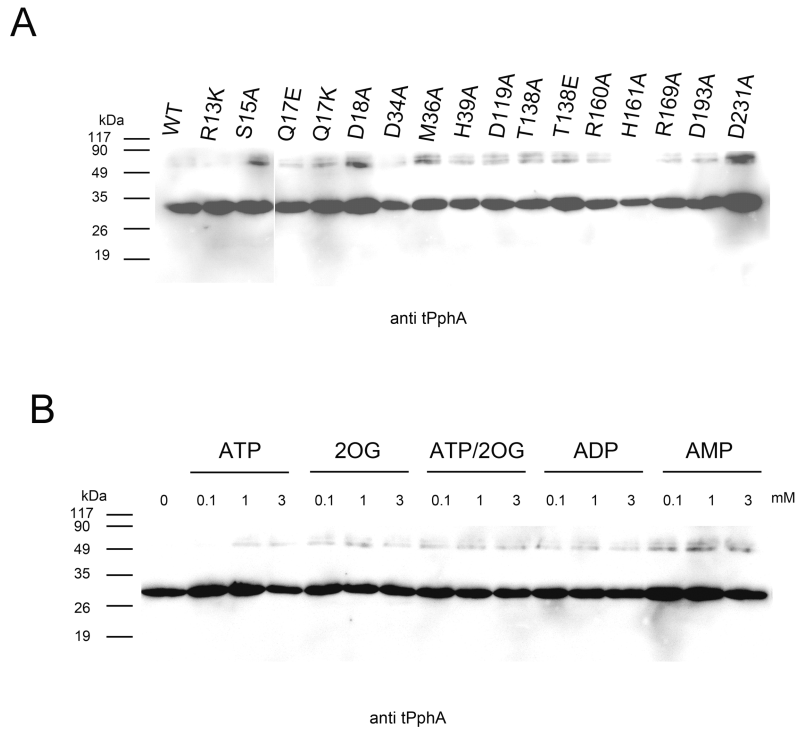 A
kDa
WT R13K S15A Q17E Q17K D18A D34A M36A H39A D119A T138A T138E R160A H161A R169A D193A D231A
117
90
49
35
26
19
anti tPphA
B
ATP 2OG ATP/2OG ADP AMP
kDa 0 0.1 1 3 0.1 1 3 0.1 1 3 0.1 1 3 0.1 1 3 mM
117
90
49
35
26
19
anti tPphA